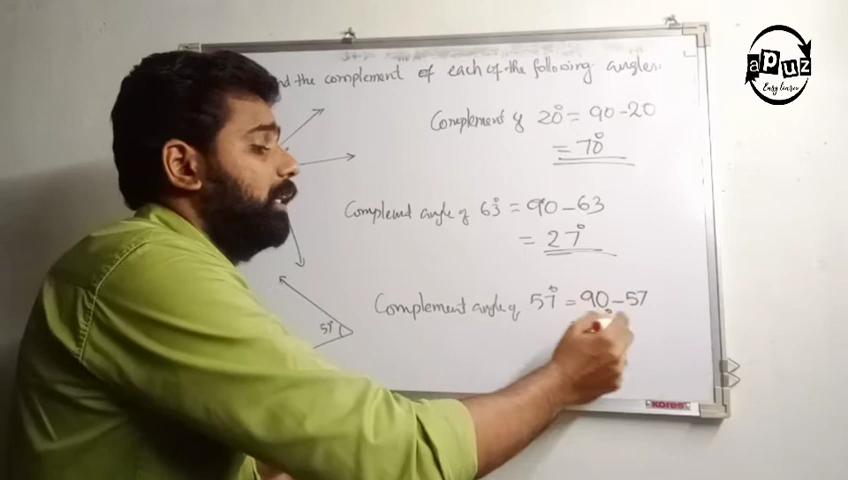 the complement of each of the following angles.
Complement of 20° = 90 - 20
= 70°
Complement angle of 63° = 90 - 63
= 27°
57°
Complement angle of 57° = 90 - 57
kores
apuz
Easy learn